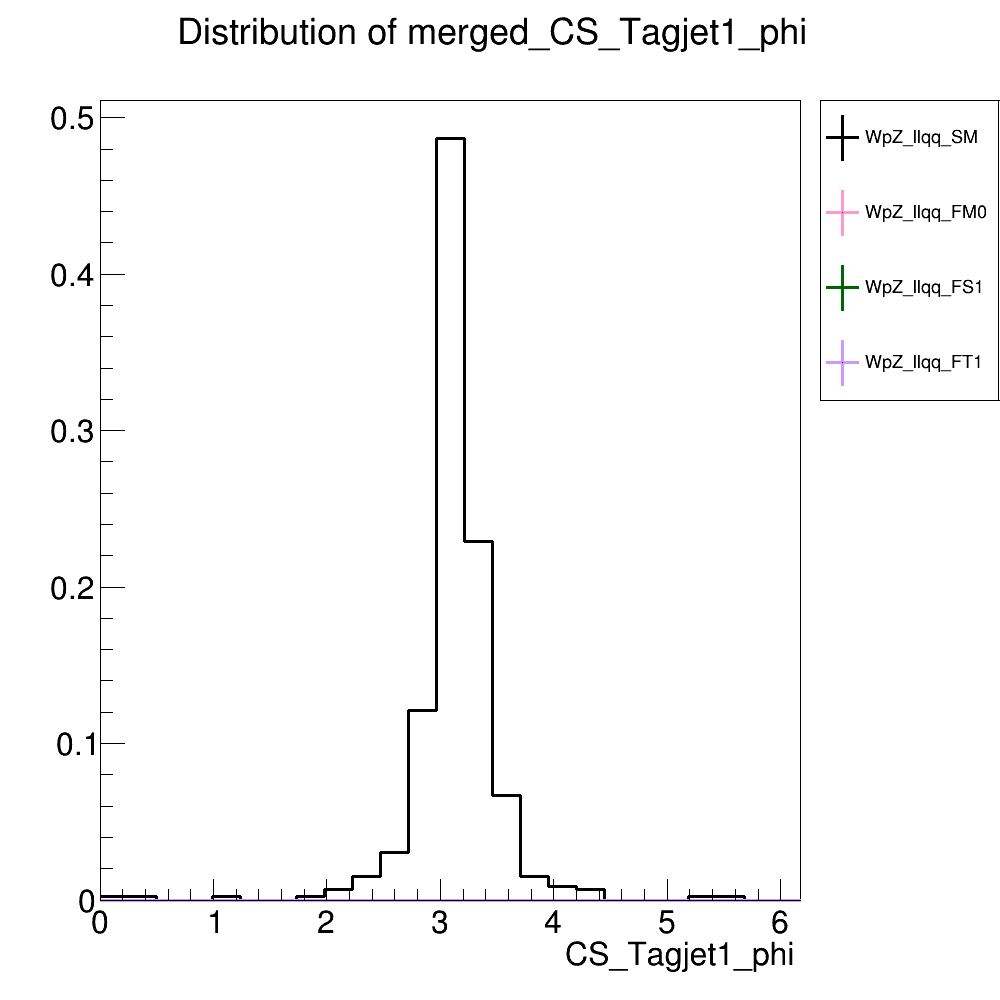 Distribution of merged_CS_Tagjet1_phi
0.5
0.4
0.3
0.2
0.1
0
0 1 2 3 4 5 6
CS_Tagjet1_phi
WpZ_llqq_SM
WpZ_llqq_FM0
WpZ_llqq_FS1
WpZ_llqq_FT1